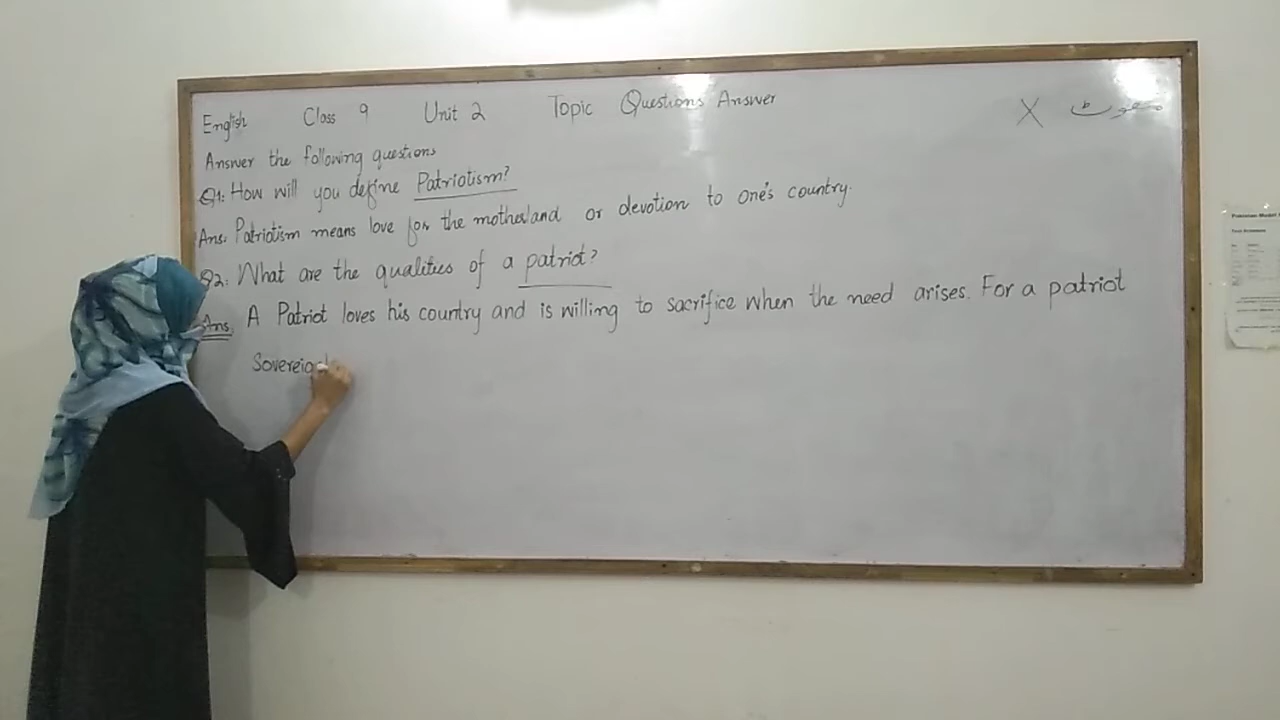 English Class 9 Unit 2 Topic Questions Answer X
Answer the following questions
Q1: How will you define Patriotism?
Ans: Patriotism means love for the motherland or devotion to one's country.
Q2: What are the qualities of a patriot?
Ans. A Patriot loves his country and is willing to sacrifice when the need arises. For a patriot